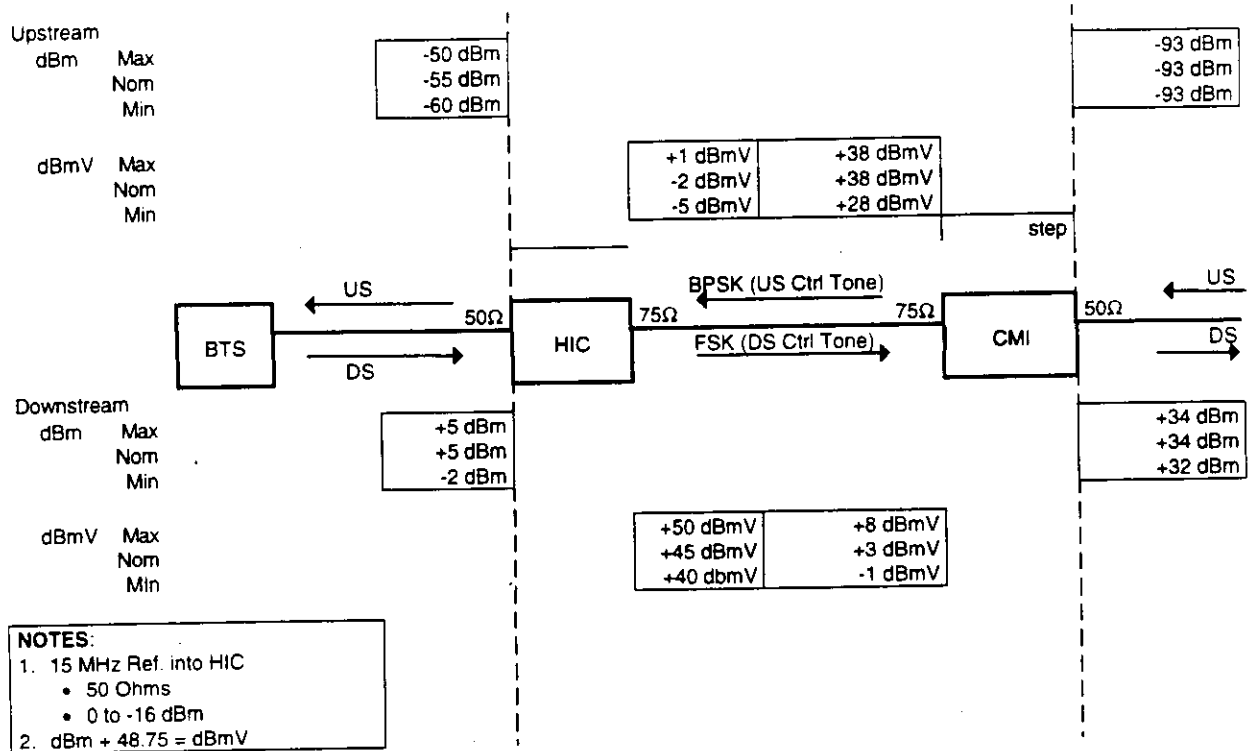 Upstream
dBm Max -50 dBm -93 dBm
Nom -55 dBm -93 dBm
Min -60 dBm -93 dBm
dBmV Max +1 dBmV +38 dBmV
Nom -2 dBmV +38 dBmV
Min -5 dBmV +28 dBmV
step
US BPSK (US Ctrl Tone) US
50Ω 75Ω 75Ω 50Ω
BTS HIC CMI
DS FSK (DS Ctrl Tone) DS
Downstream
dBm Max +5 dBm +34 dBm
Nom +5 dBm +34 dBm
Min -2 dBm +32 dBm
dBmV Max +50 dBmV +8 dBmV
Nom +45 dBmV +3 dBmV
Min +40 dbmV -1 dBmV
NOTES:
1. 15 MHz Ref. into HIC
• 50 Ohms
• 0 to -16 dBm
2. dBm + 48.75 = dBmV